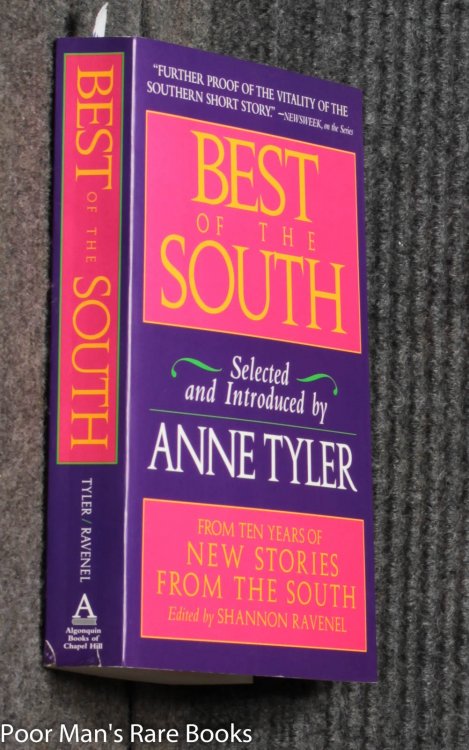 BEST
OF THE
SOUTH
TYLER / RAVENEL
A
Algonquin
Books of
Chapel Hill
"FURTHER PROOF OF THE VITALITY OF THE
SOUTHERN SHORT STORY." —NEWSWEEK, on the Series
BEST
OF THE
SOUTH
Selected
and Introduced by
ANNE TYLER
FROM TEN YEARS OF
NEW STORIES
FROM THE SOUTH
Edited by SHANNON RAVENEL
Poor Man's Rare Books